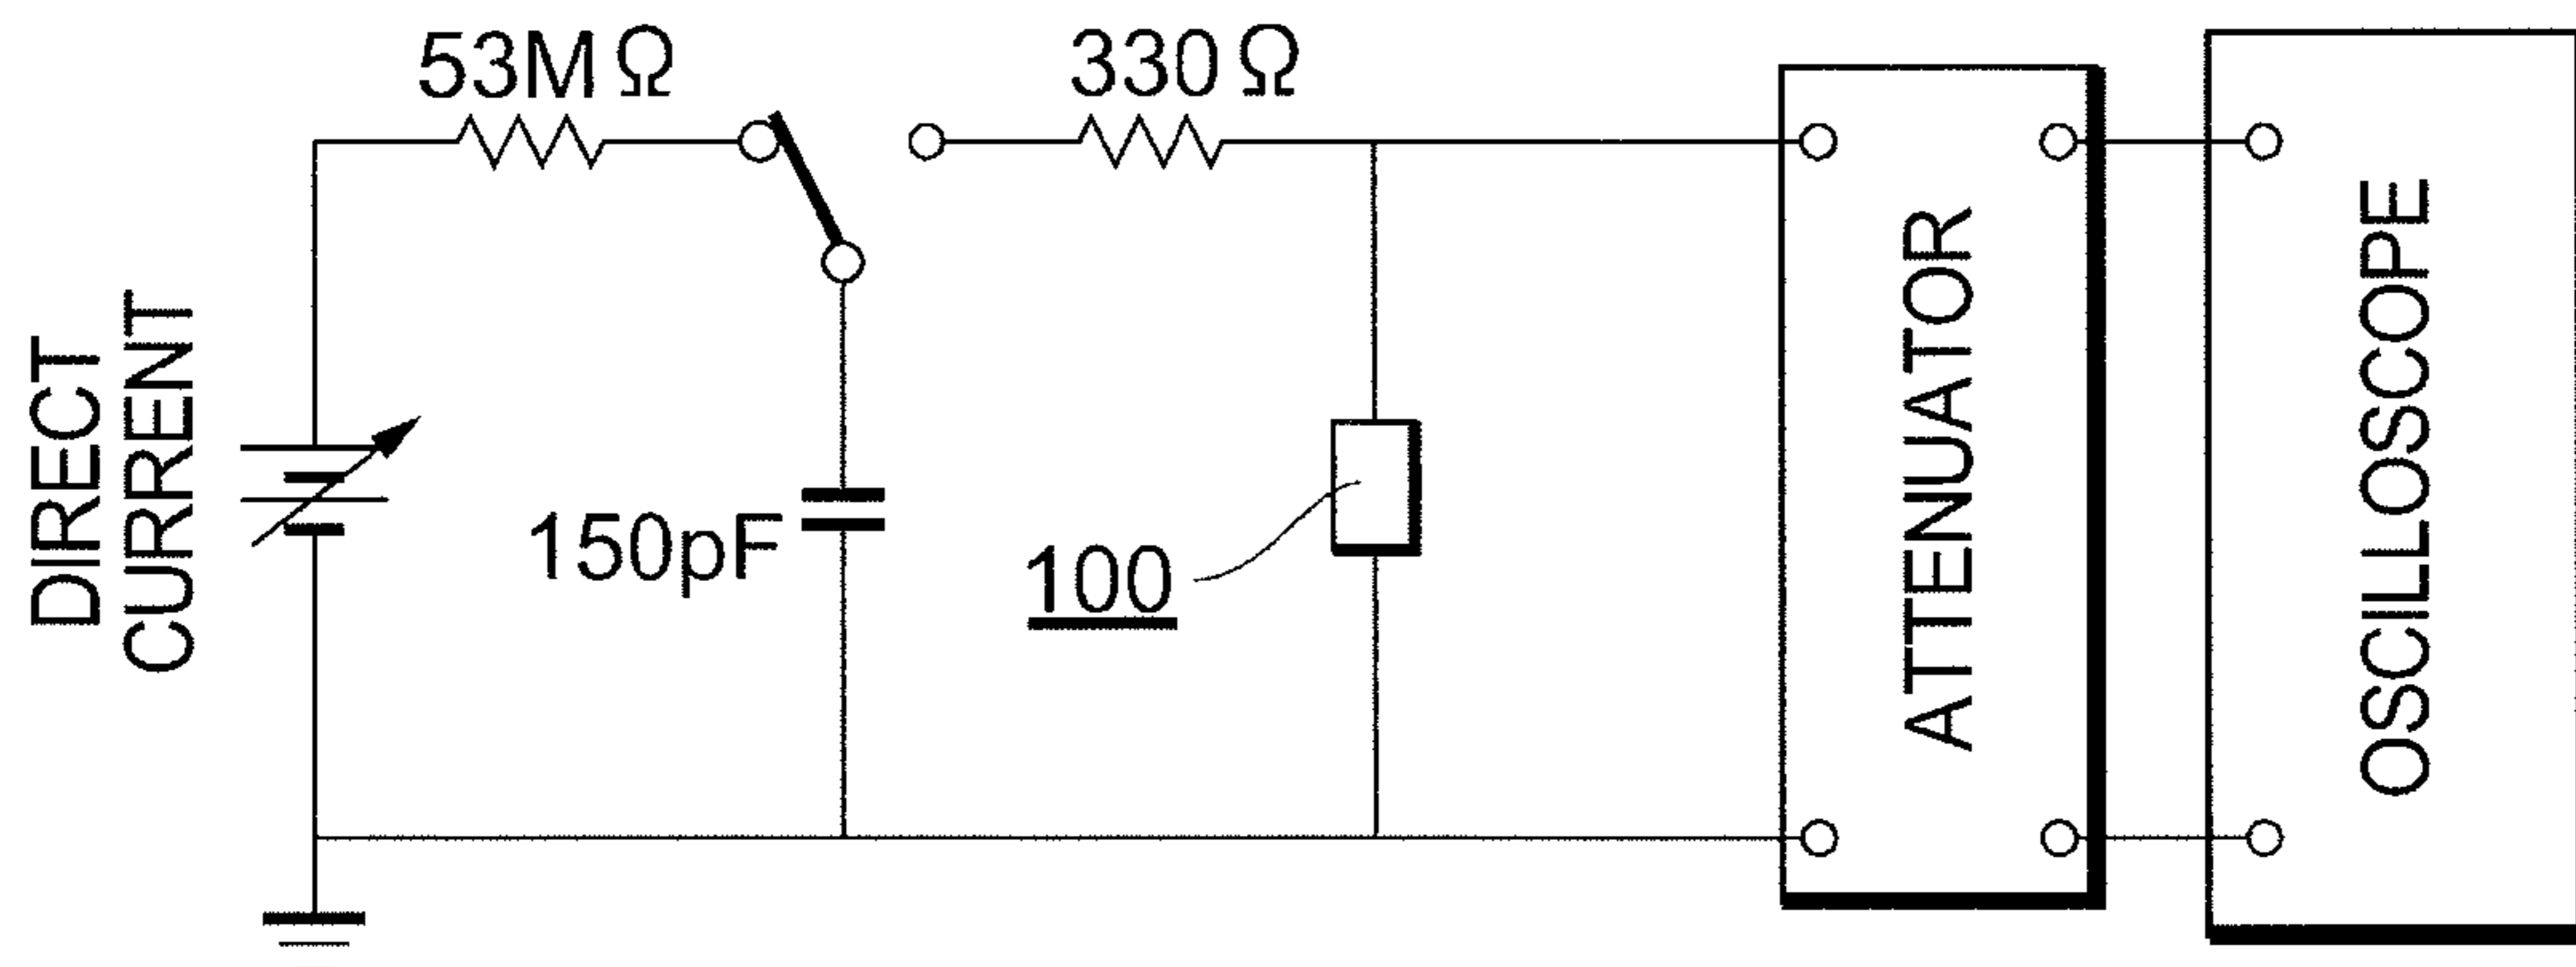 53MΩ
330Ω
DIRECT
CURRENT
150pF
100
ATTENUATOR
OSCILLOSCOPE